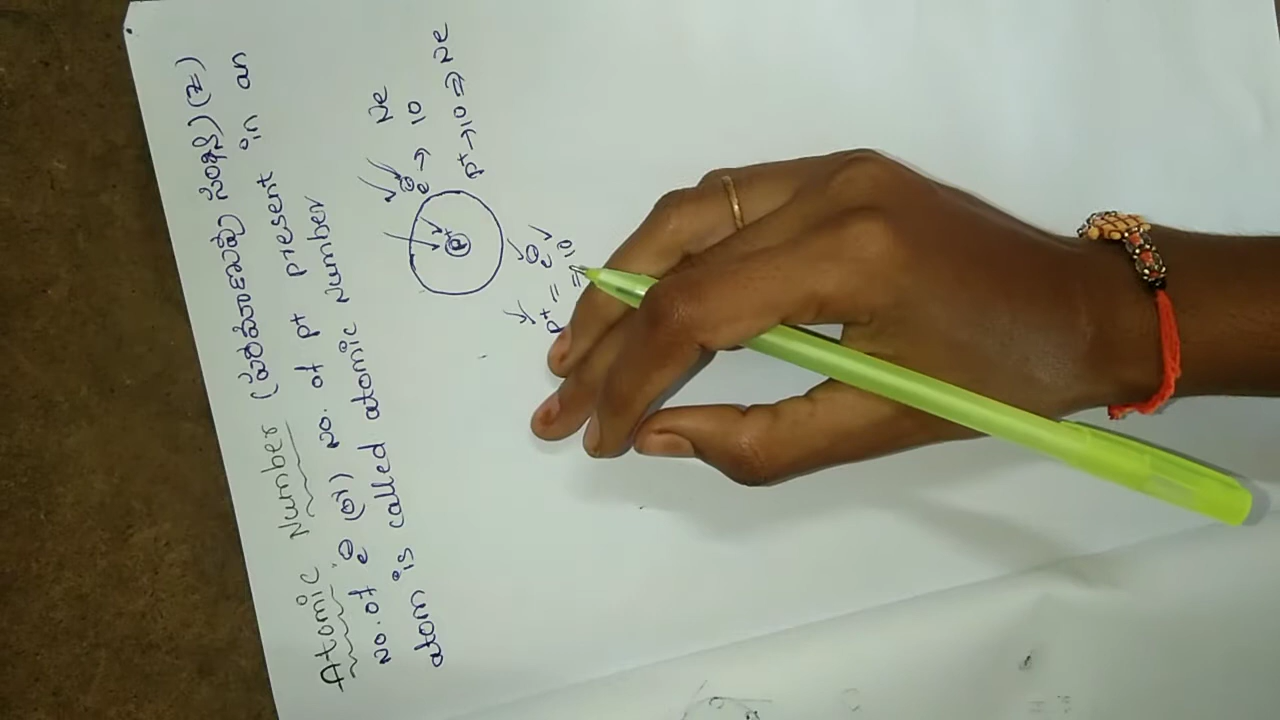 Atomic Number (ಪರಮಾಣು ಸಂಖ್ಯೆ) (Z)
No. of e⊖ (or) No. of p+ present in an
atom is called atomic Number
e⊖ → 10 Ne
p+
p+ → 10 ⇒ Ne
p+ = e⊖
⇒ 10